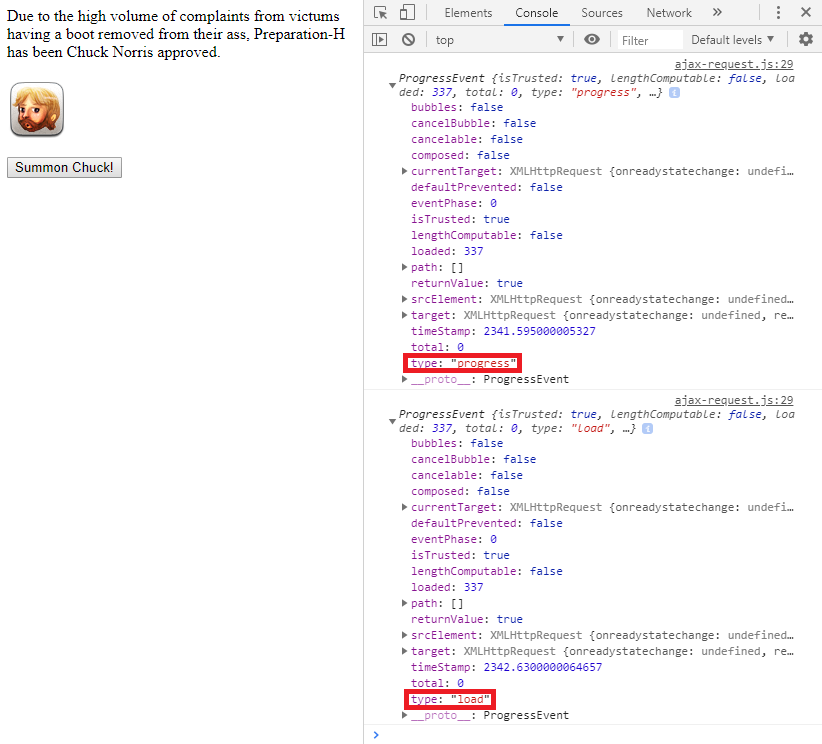 Due to the high volume of complaints from victums
having a boot removed from their ass, Preparation-H
has been Chuck Norris approved.
Summon Chuck!
Elements Console Sources Network »
top Filter Default levels ▼
ajax-request.js:29
ProgressEvent {isTrusted: true, lengthComputable: false, loa
ded: 337, total: 0, type: "progress", …}
bubbles: false
cancelBubble: false
cancelable: false
composed: false
currentTarget: XMLHttpRequest {onreadystatechange: undefi…
defaultPrevented: false
eventPhase: 0
isTrusted: true
lengthComputable: false
loaded: 337
path: []
returnValue: true
srcElement: XMLHttpRequest {onreadystatechange: undefined…
target: XMLHttpRequest {onreadystatechange: undefined, re…
timeStamp: 2341.595000005327
total: 0
type: "progress"
__proto__: ProgressEvent
ajax-request.js:29
ProgressEvent {isTrusted: true, lengthComputable: false, loa
ded: 337, total: 0, type: "load", …}
bubbles: false
cancelBubble: false
cancelable: false
composed: false
currentTarget: XMLHttpRequest {onreadystatechange: undefi…
defaultPrevented: false
eventPhase: 0
isTrusted: true
lengthComputable: false
loaded: 337
path: []
returnValue: true
srcElement: XMLHttpRequest {onreadystatechange: undefined…
target: XMLHttpRequest {onreadystatechange: undefined, re…
timeStamp: 2342.6300000064657
total: 0
type: "load"
__proto__: ProgressEvent